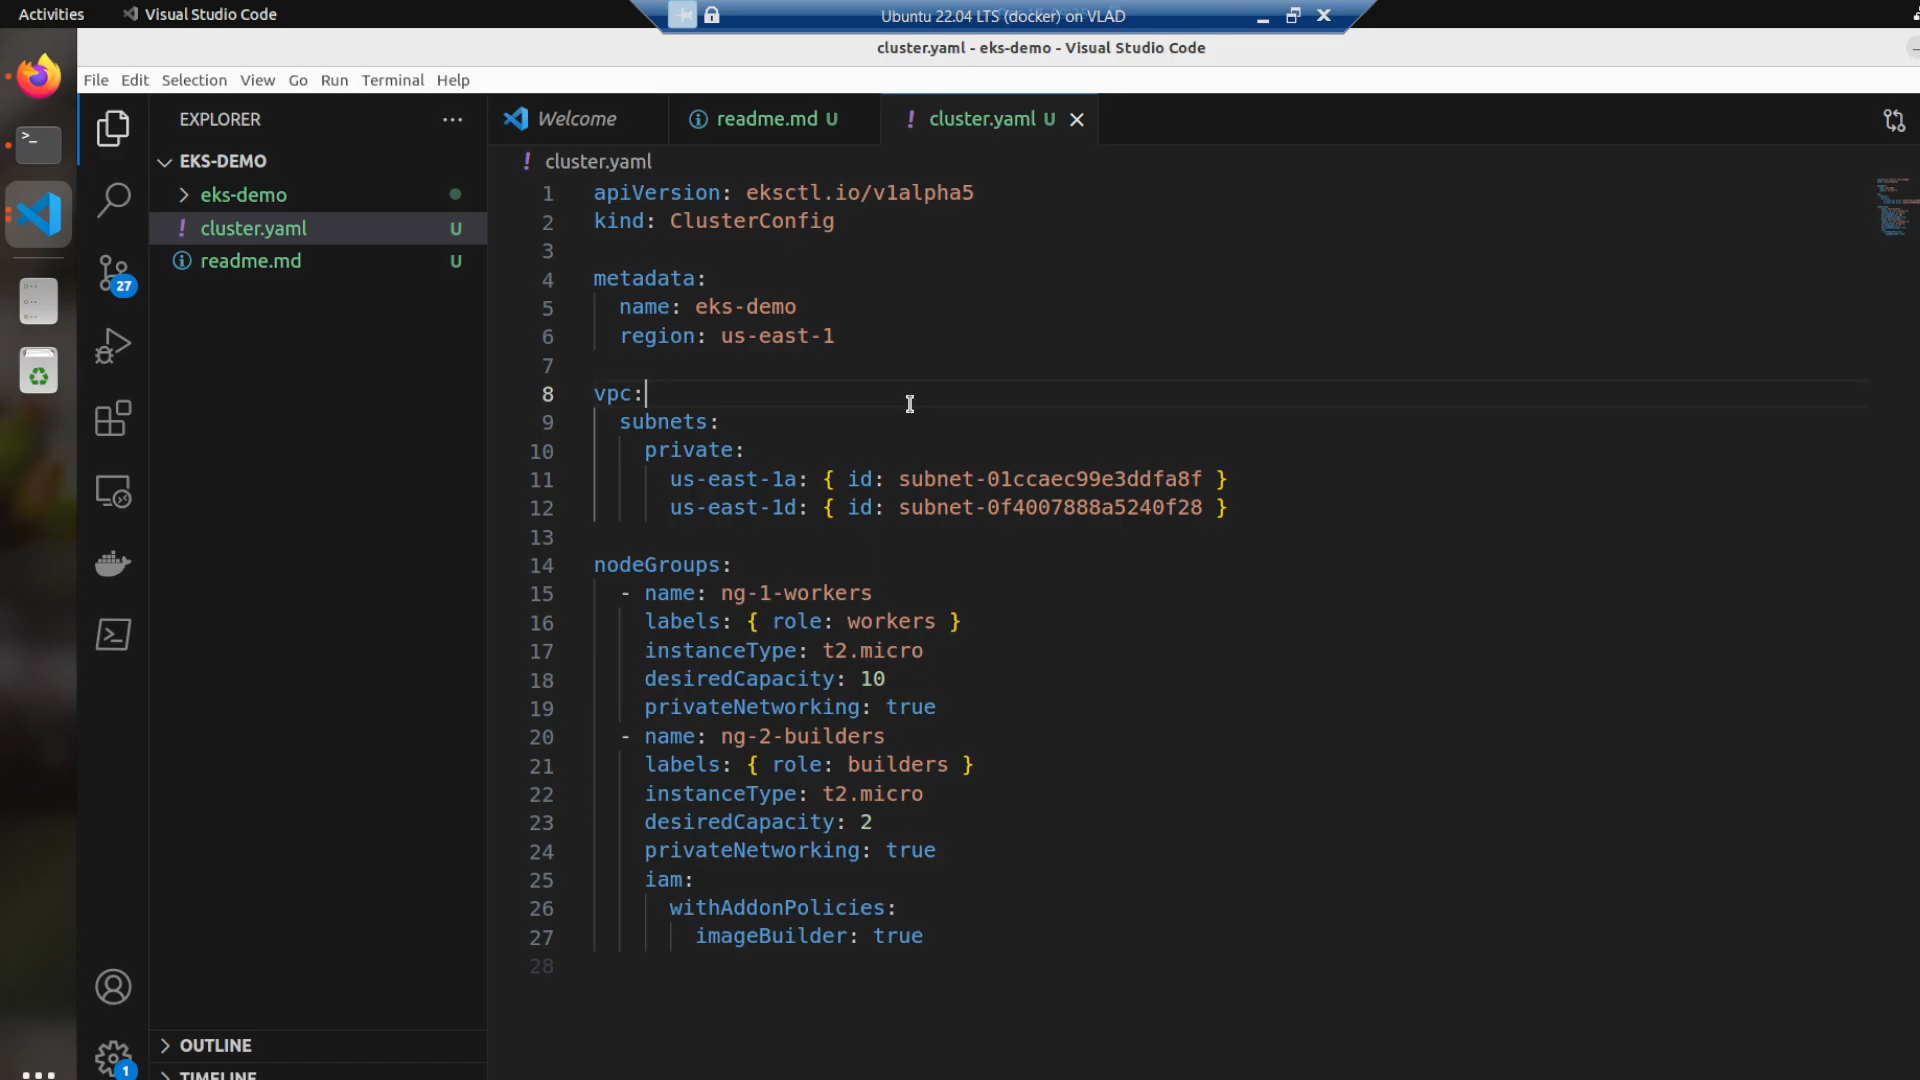 Activities
Visual Studio Code
Ubuntu 22.04 LTS (docker) on VLAD
cluster.yaml - eks-demo - Visual Studio Code
File Edit Selection View Go Run Terminal Help
EXPLORER
EKS-DEMO
eks-demo
! cluster.yaml U
readme.md U
27
1
OUTLINE
TIMELINE
Welcome
readme.md U
! cluster.yaml U
! cluster.yaml
1 apiVersion: eksctl.io/v1alpha5
2 kind: ClusterConfig
3
4 metadata:
5 name: eks-demo
6 region: us-east-1
7
8 vpc:
9 subnets:
10 private:
11 us-east-1a: { id: subnet-01ccaec99e3ddfa8f }
12 us-east-1d: { id: subnet-0f4007888a5240f28 }
13
14 nodeGroups:
15 - name: ng-1-workers
16 labels: { role: workers }
17 instanceType: t2.micro
18 desiredCapacity: 10
19 privateNetworking: true
20 - name: ng-2-builders
21 labels: { role: builders }
22 instanceType: t2.micro
23 desiredCapacity: 2
24 privateNetworking: true
25 iam:
26 withAddonPolicies:
27 imageBuilder: true
28